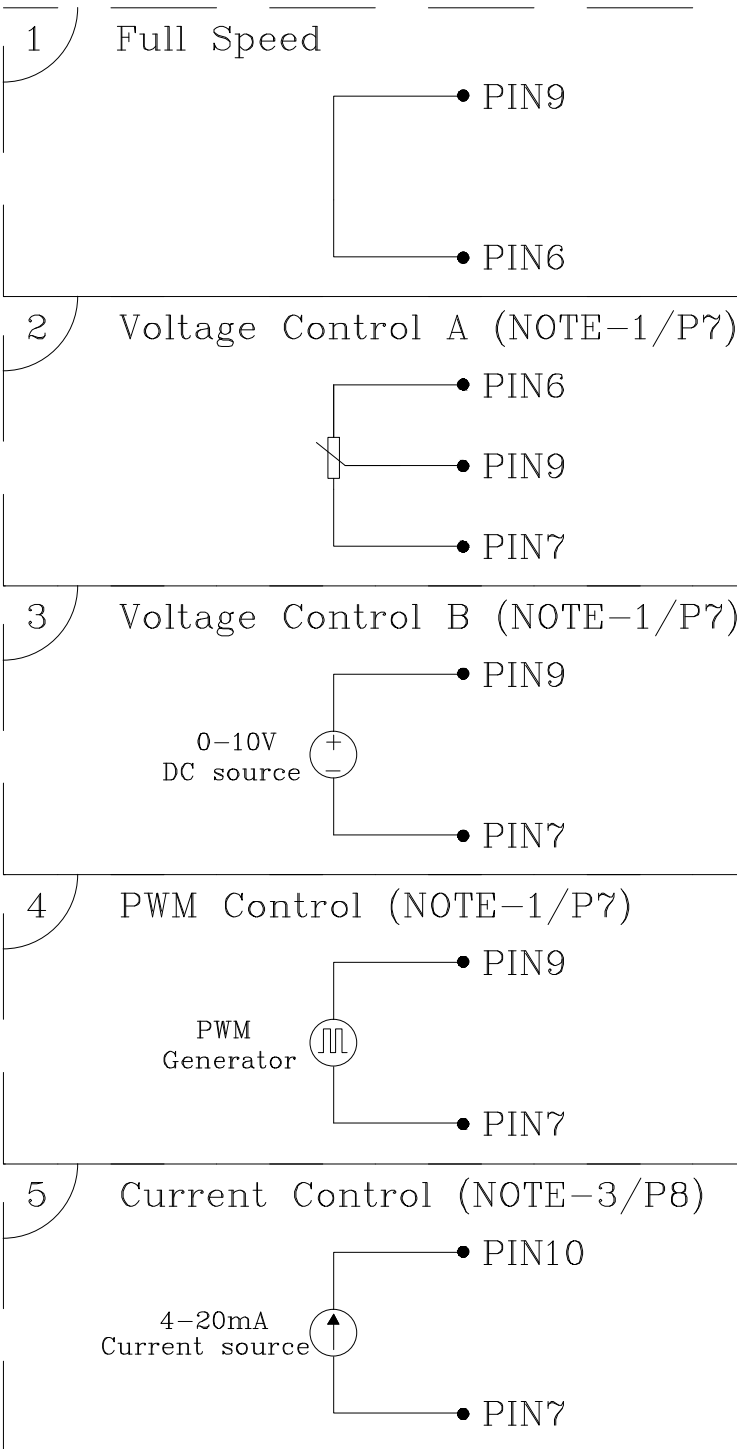 1 Full Speed
PIN9
PIN6
2 Voltage Control A (NOTE-1/P7)
PIN6
PIN9
PIN7
3 Voltage Control B (NOTE-1/P7)
PIN9
0-10V
+
DC source
−
PIN7
4 PWM Control (NOTE-1/P7)
PIN9
PWM
Generator
PIN7
5 Current Control (NOTE-3/P8)
PIN10
4-20mA
Current source
PIN7